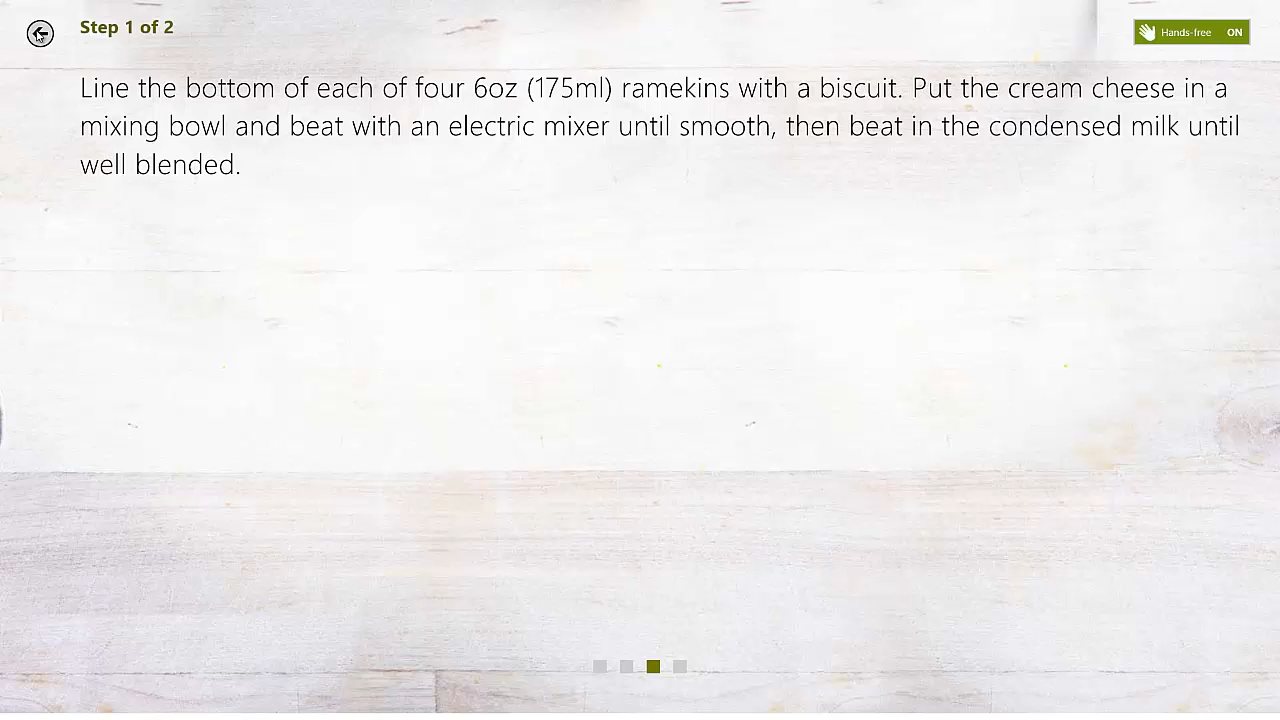 Step 1 of 2
Hands-free ON
Line the bottom of each of four 6oz (175ml) ramekins with a biscuit. Put the cream cheese in a
mixing bowl and beat with an electric mixer until smooth, then beat in the condensed milk until
well blended.